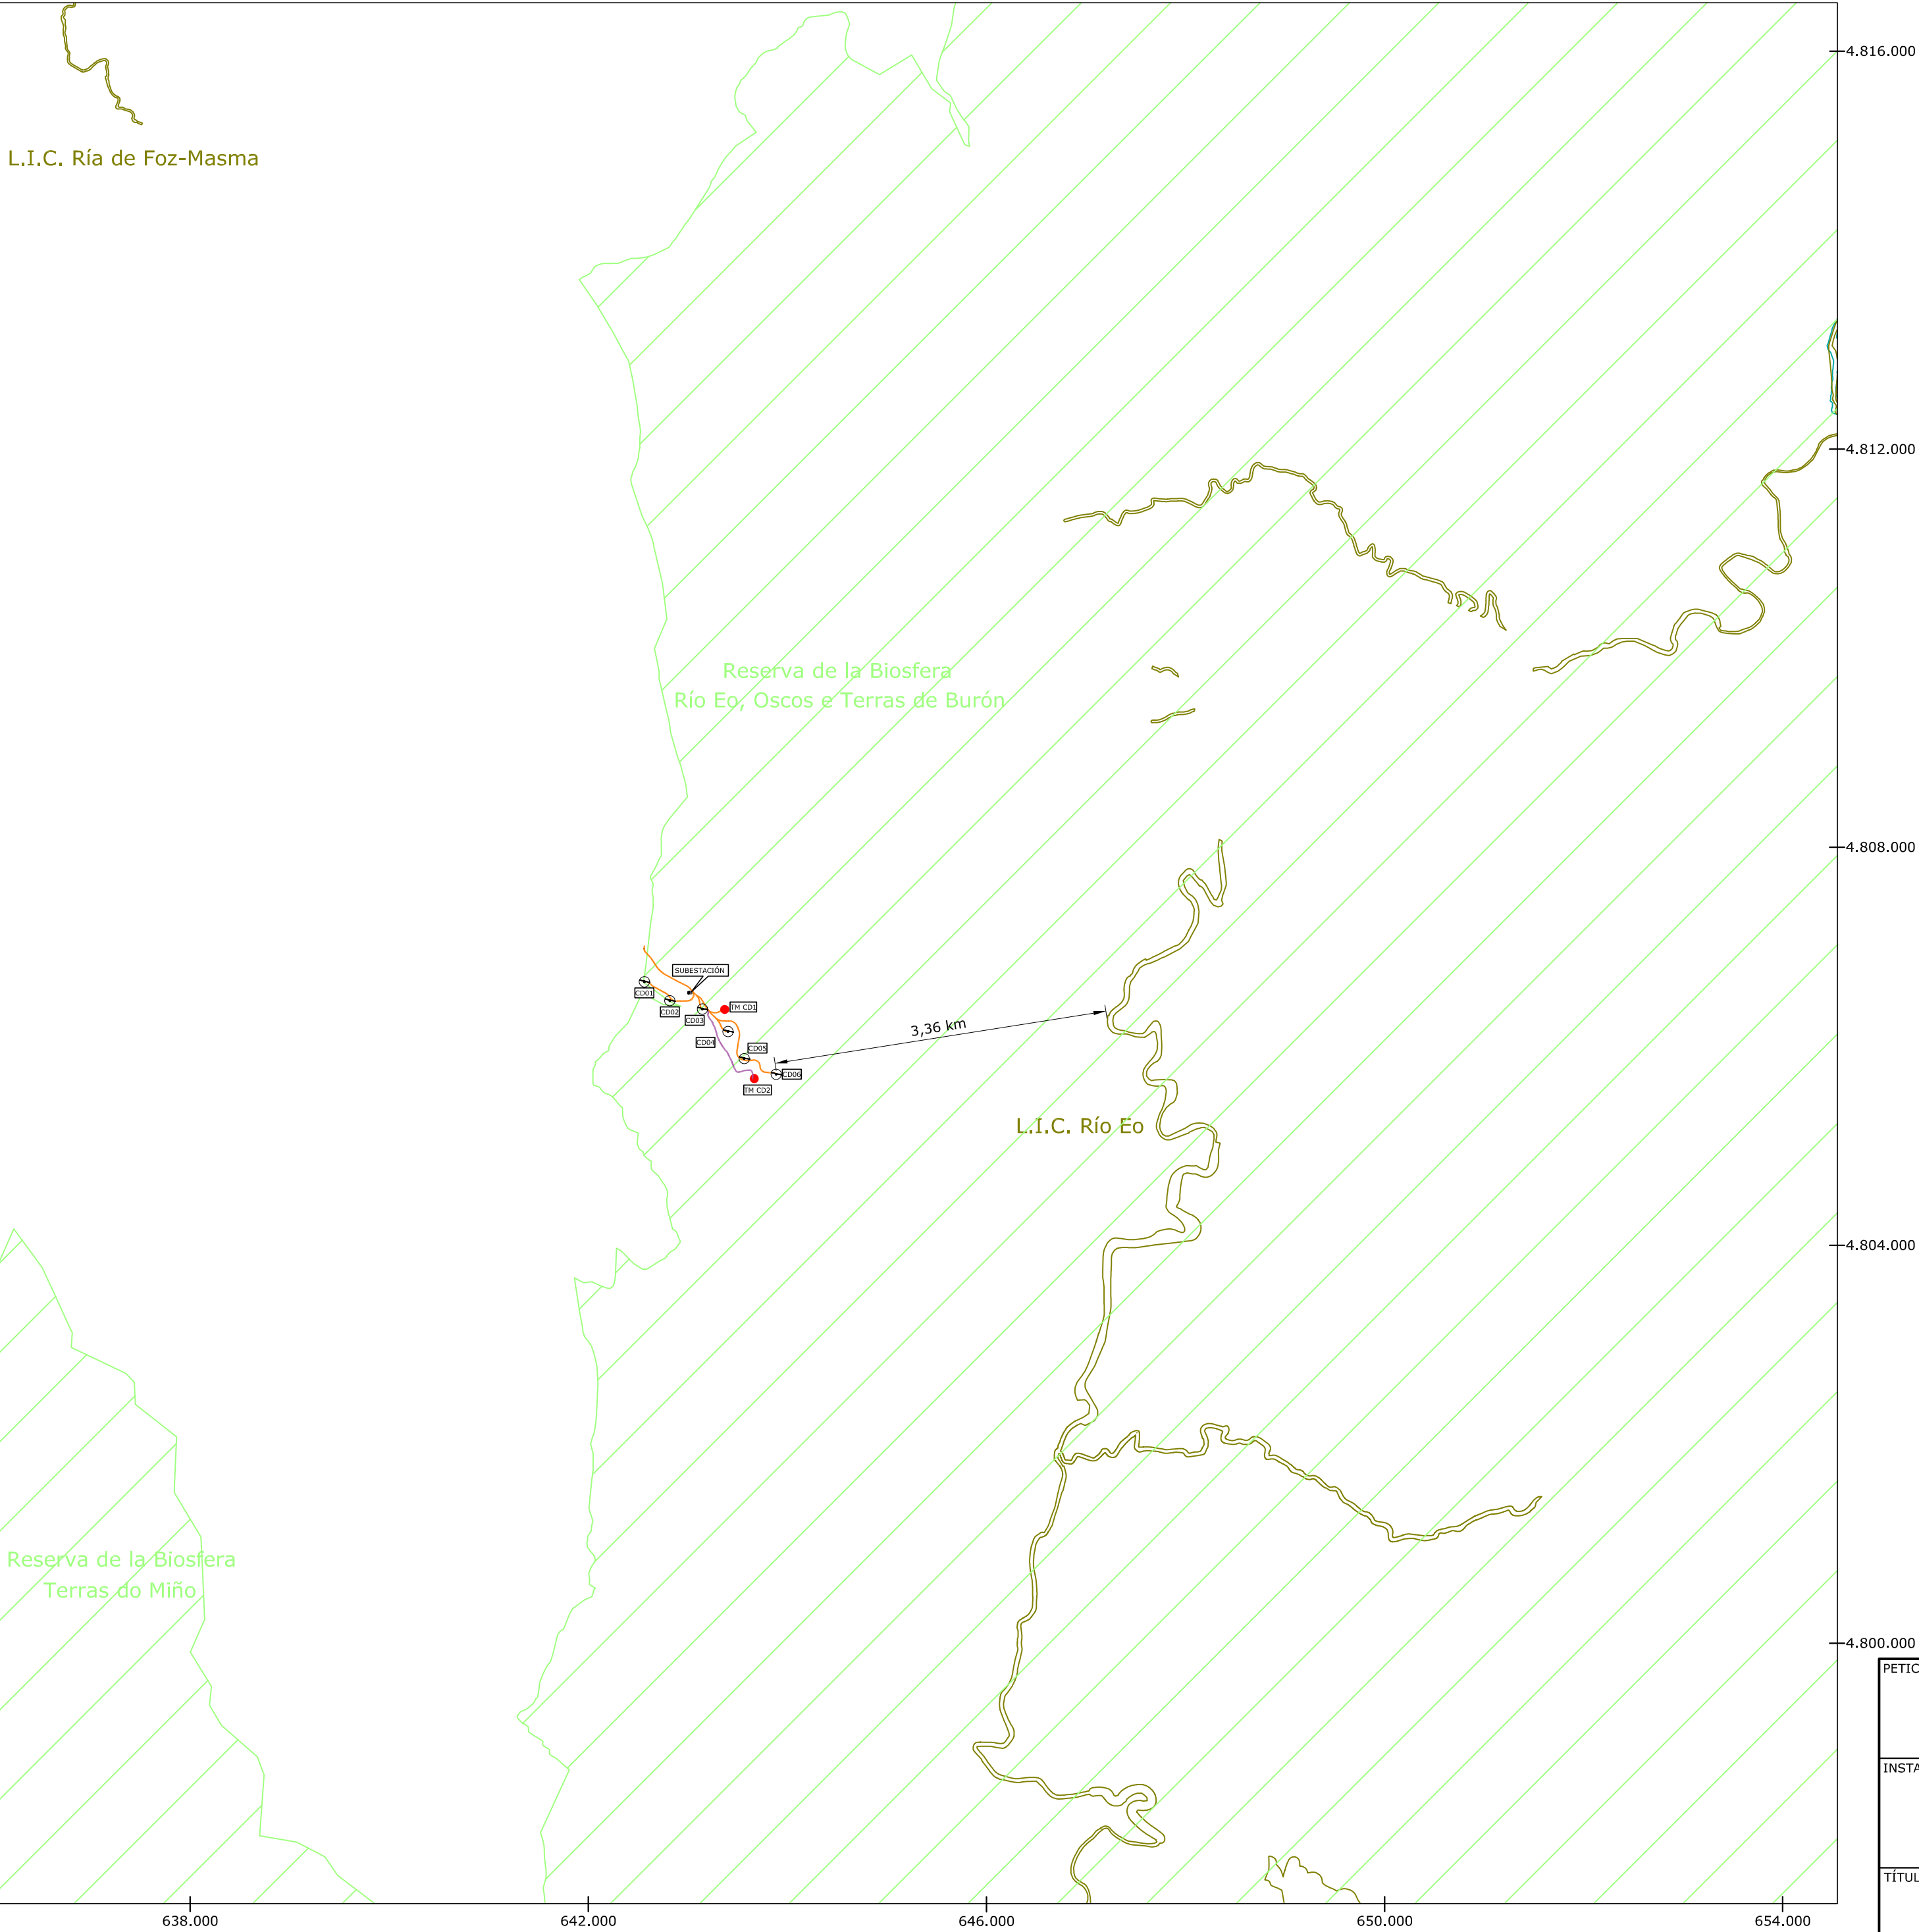 4.816.000
L.I.C. Ría de Foz-Masma
4.812.000
Reserva de la Biosfera
Río Eo, Oscos e Terras de Burón
4.808.000
SUBESTACIÓN
CD01
CD02
TM CD1
CD03
3,36 km
CD04
CD05
CD06
TM CD2
L.I.C. Río Eo
4.804.000
Reserva de la Biosfera
Terras do Miño
4.800.000
PETIC
INSTA
TÍTUL
638.000
642.000
646.000
650.000
654.000